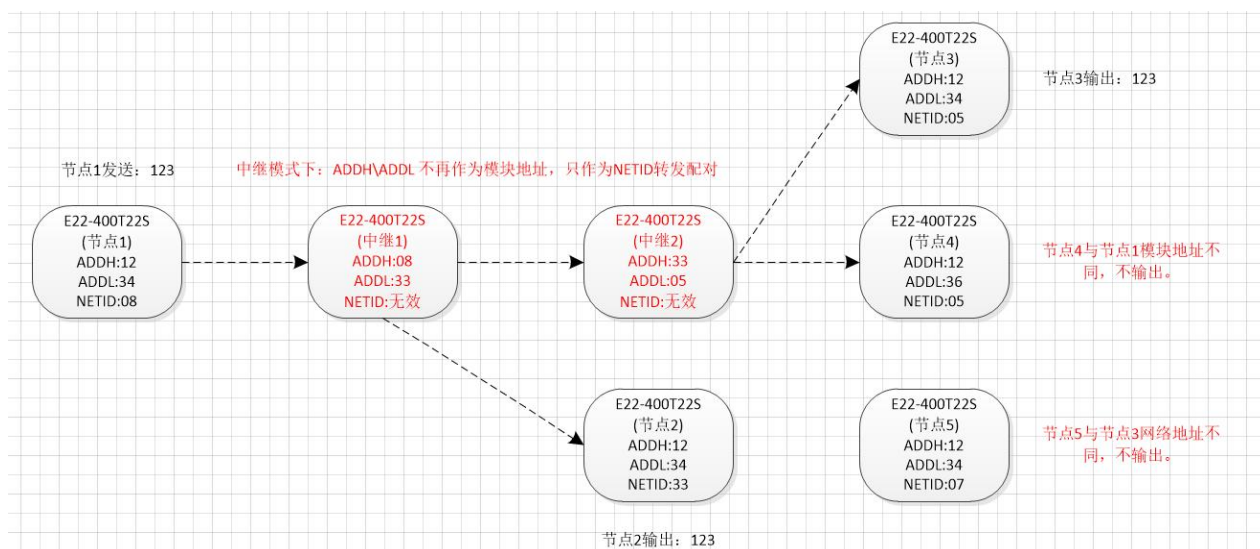 E22-400T22S
(节点3)
ADDH:12
ADDL:34
NETID:05
节点3输出：123
节点1发送：123
中继模式下：ADDH\ADDL 不再作为模块地址，只作为NETID转发配对
E22-400T22S
(节点1)
ADDH:12
ADDL:34
NETID:08
E22-400T22S
(中继1)
ADDH:08
ADDL:33
NETID:无效
E22-400T22S
(中继2)
ADDH:33
ADDL:05
NETID:无效
E22-400T22S
(节点4)
ADDH:12
ADDL:36
NETID:05
节点4与节点1模块地址不
同，不输出。
E22-400T22S
(节点2)
ADDH:12
ADDL:34
NETID:33
节点2输出：123
E22-400T22S
(节点5)
ADDH:12
ADDL:34
NETID:07
节点5与节点3网络地址不
同，不输出。